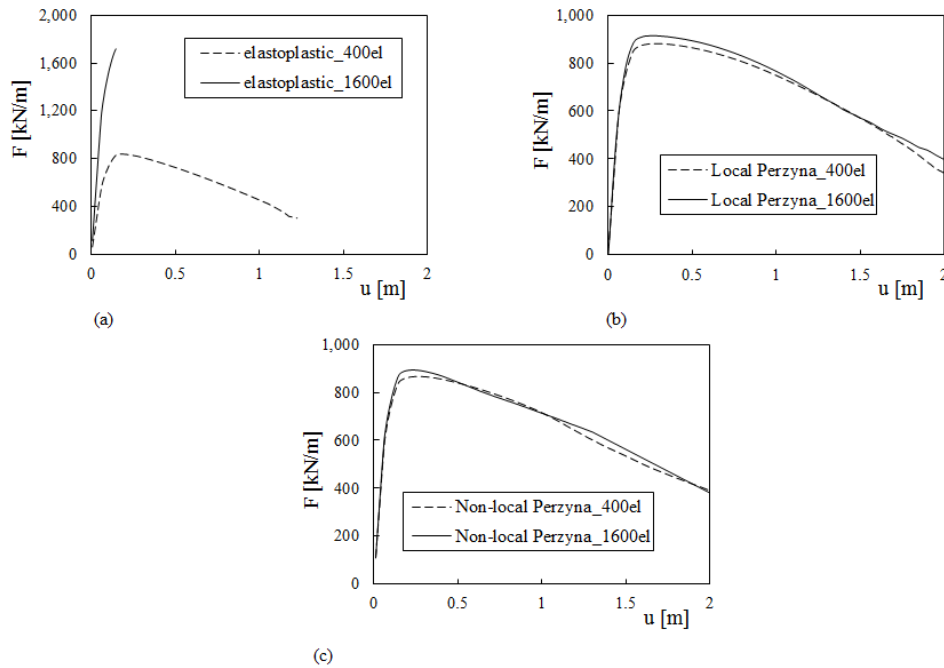 2,000
1,600
1,200
800
400
0
F [kN/m]
elastoplastic_400el
elastoplastic_1600el
0 0.5 1 1.5 2
u [m]
(a)
1,000
800
600
400
200
0
F [kN/m]
Local Perzyna_400el
Local Perzyna_1600el
0 0.5 1 1.5 2
u [m]
(b)
1,000
800
600
400
200
0
F [kN/m]
Non-local Perzyna_400el
Non-local Perzyna_1600el
0 0.5 1 1.5 2
u [m]
(c)